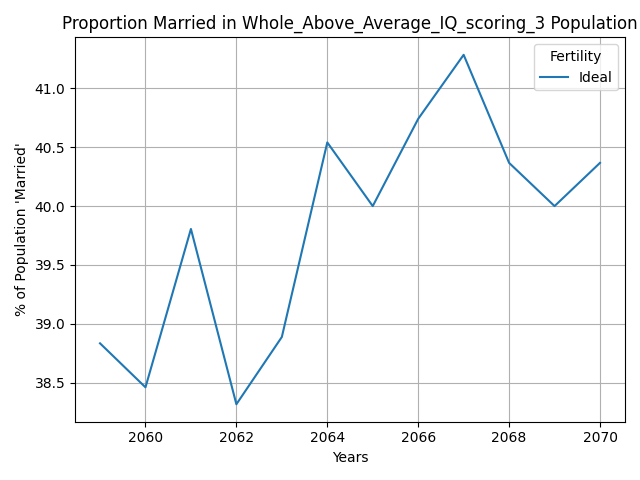 Proportion Married in Whole_Above_Average_IQ_scoring_3 Population
Fertility
Ideal
41.0
40.5
40.0
39.5
39.0
38.5
% of Population 'Married'
2060 2062 2064 2066 2068 2070
Years